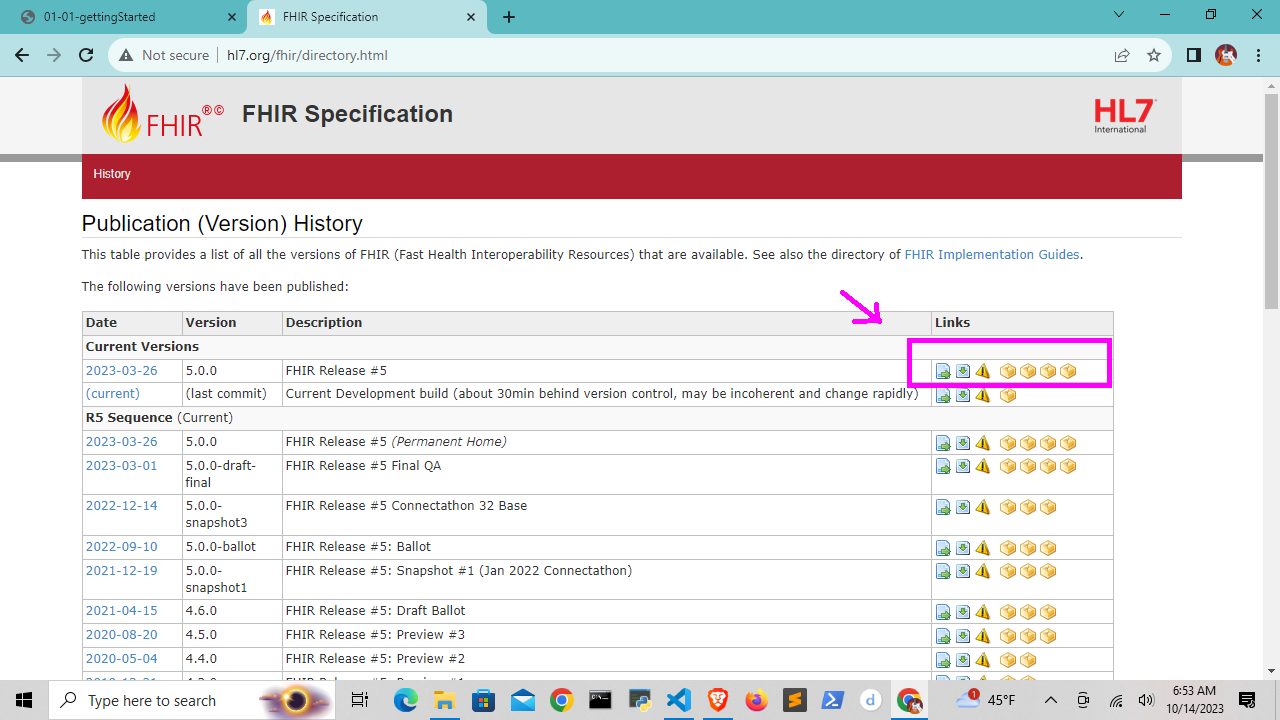 01-01-gettingStarted
FHIR Specification
Not secure
hl7.org/fhir/directory.html
FHIR®©
FHIR Specification
HL7
International
History
Publication (Version) History
This table provides a list of all the versions of FHIR (Fast Health Interoperability Resources) that are available. See also the directory of FHIR Implementation Guides.
The following versions have been published:
Date Version Description Links
Current Versions
2023-03-26 5.0.0 FHIR Release #5
(current) (last commit) Current Development build (about 30min behind version control, may be incoherent and change rapidly)
R5 Sequence (Current)
2023-03-26 5.0.0 FHIR Release #5 (Permanent Home)
2023-03-01 5.0.0-draft- FHIR Release #5 Final QA
final
2022-12-14 5.0.0- FHIR Release #5 Connectathon 32 Base
snapshot3
2022-09-10 5.0.0-ballot FHIR Release #5: Ballot
2021-12-19 5.0.0- FHIR Release #5: Snapshot #1 (Jan 2022 Connectathon)
snapshot1
2021-04-15 4.6.0 FHIR Release #5: Draft Ballot
2020-08-20 4.5.0 FHIR Release #5: Preview #3
2020-05-04 4.4.0 FHIR Release #5: Preview #2
Type here to search
d
1
45°F
6:53 AM
10/14/2023